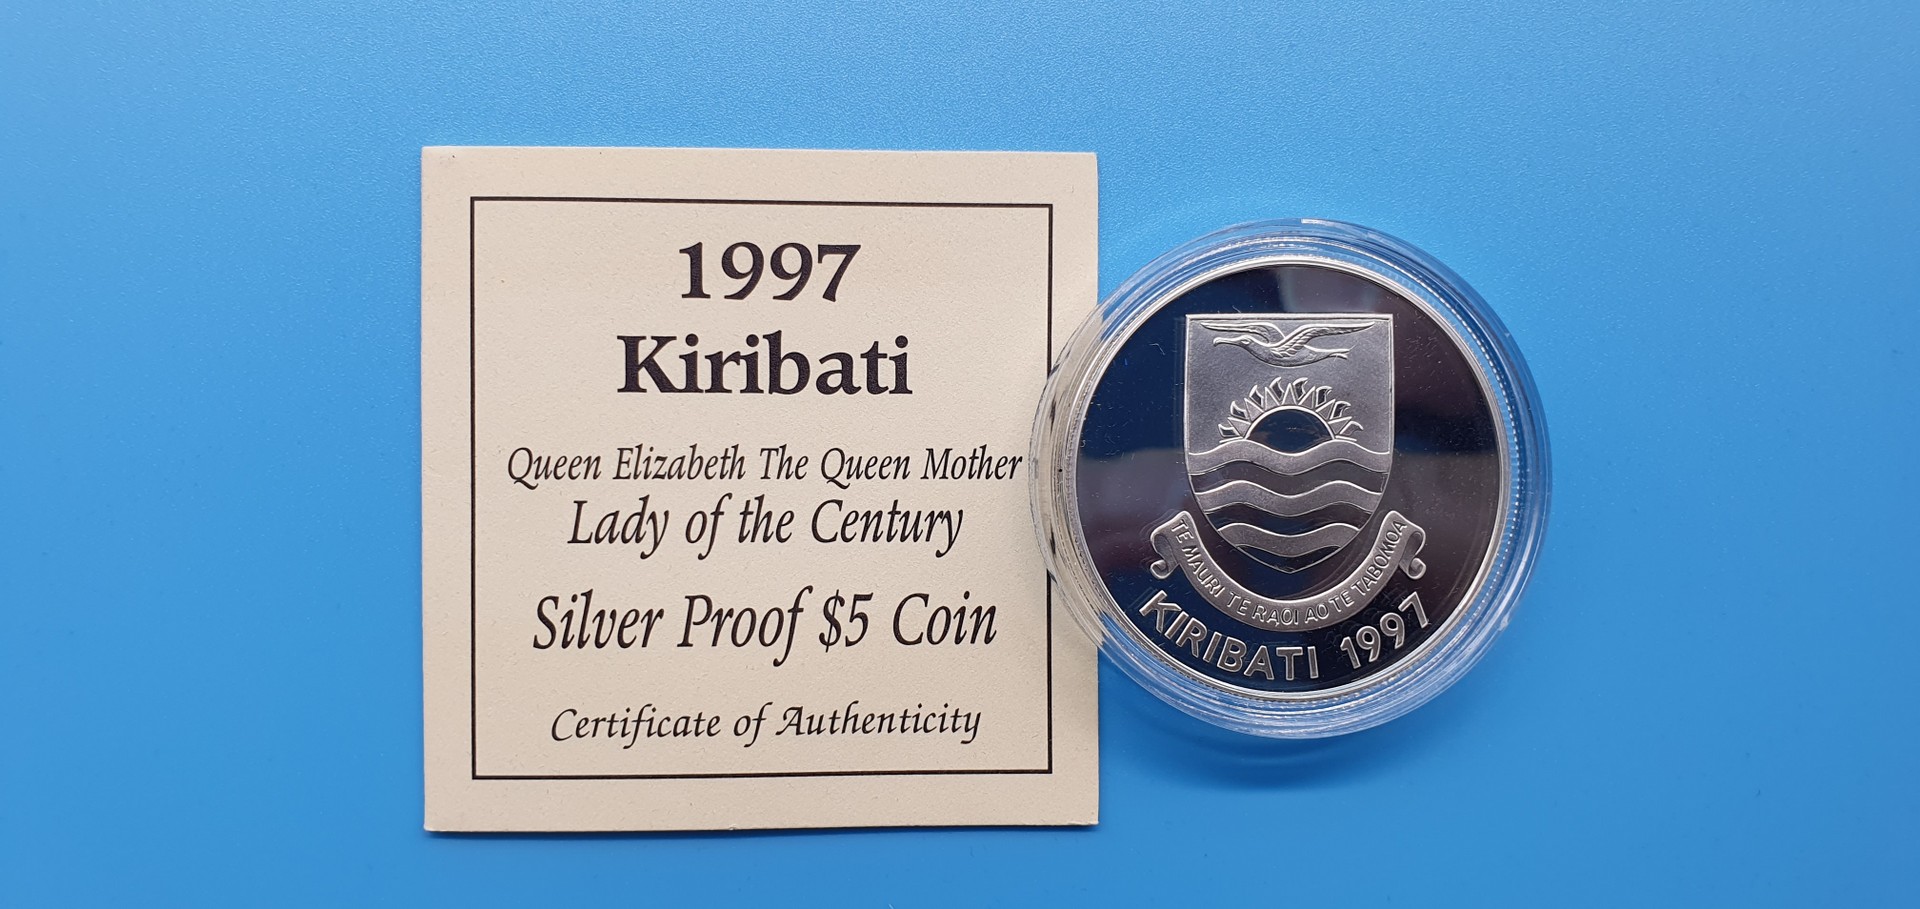 1997
Kiribati
Queen Elizabeth The Queen Mother
Lady of the Century
Silver Proof $5 Coin
Certificate of Authenticity
TE MAURI TE RAOI AO TE TABOMOA
KIRIBATI 1997